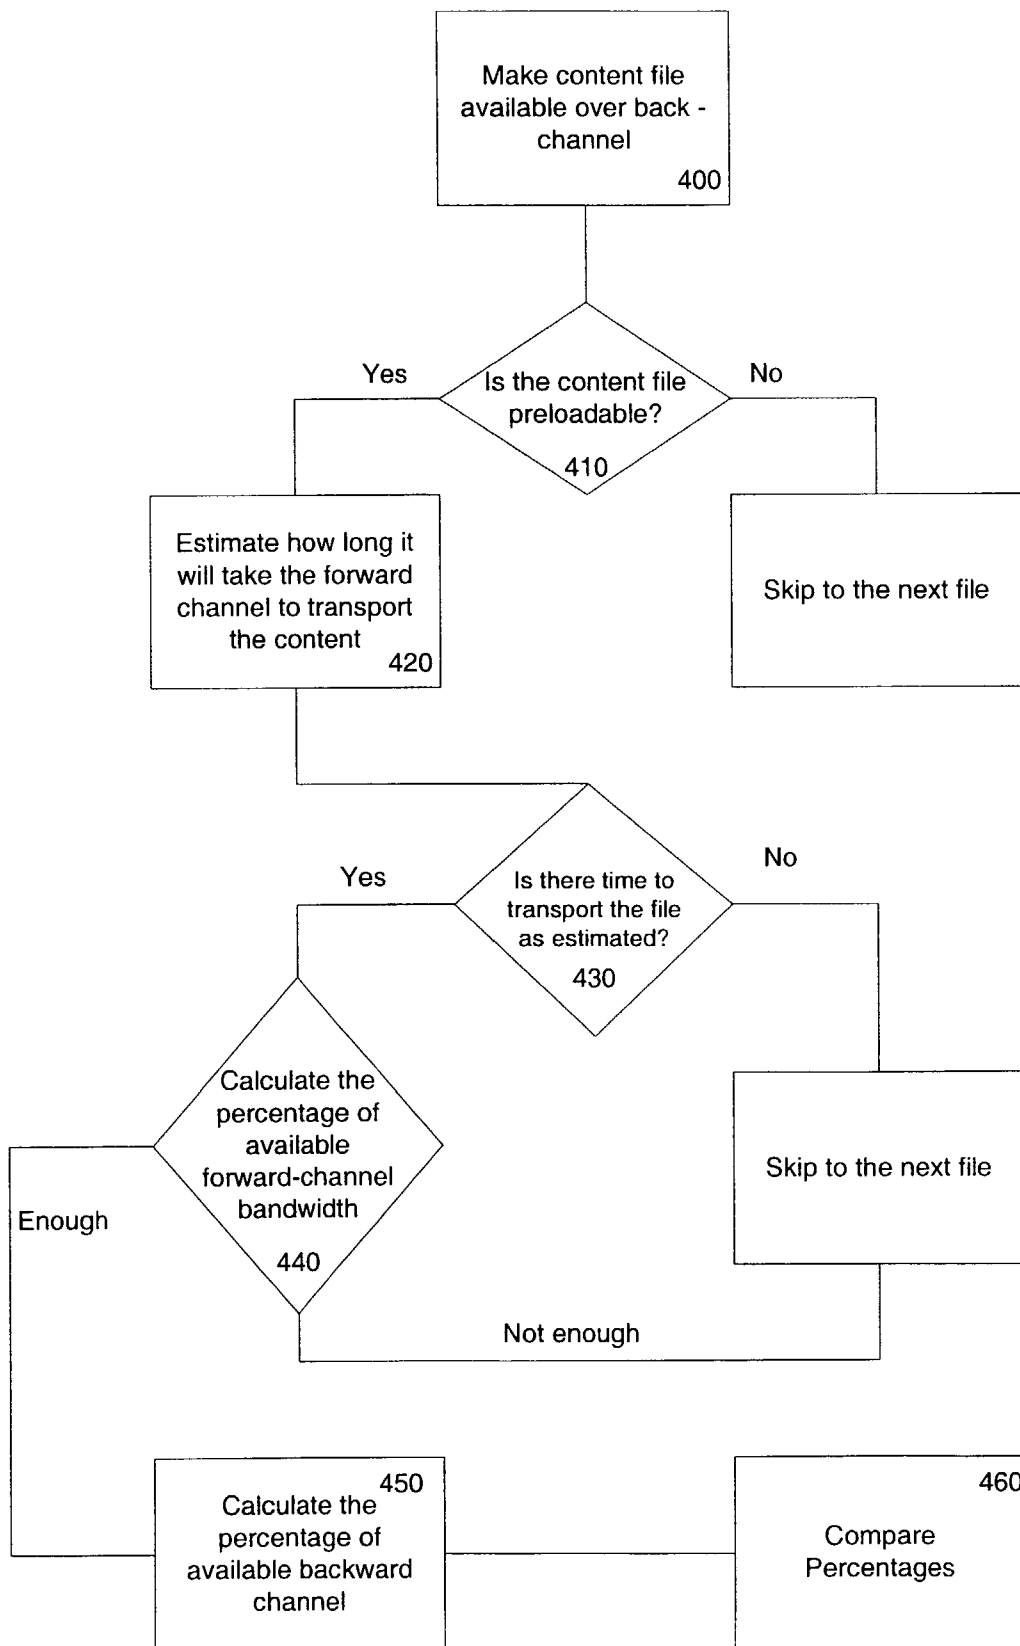 Make content file
available over back -
channel
400
Yes
No
Is the content file
preloadable?
410
Estimate how long it
will take the forward
channel to transport
the content
420
Skip to the next file
Yes
No
Is there time to
transport the file
as estimated?
430
Calculate the
percentage of
available
forward-channel
bandwidth
440
Skip to the next file
Enough
Not enough
450
Calculate the
percentage of
available backward
channel
460
Compare
Percentages